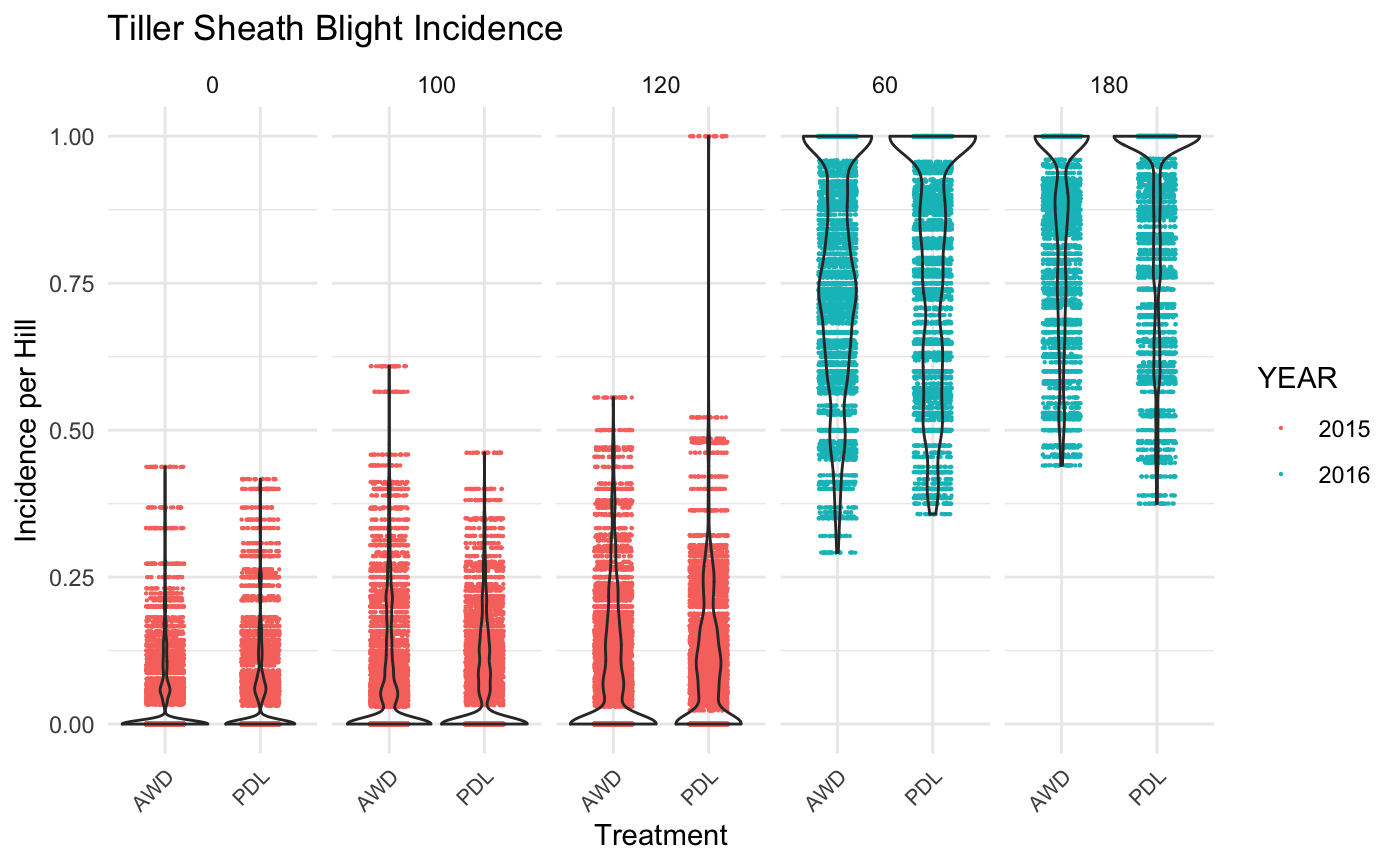 Tiller Sheath Blight Incidence
0 100 120 60 180
1.00
0.75
0.50
0.25
0.00
Incidence per Hill
AWD PDL AWD PDL AWD PDL AWD PDL AWD PDL
Treatment
YEAR
2015
2016